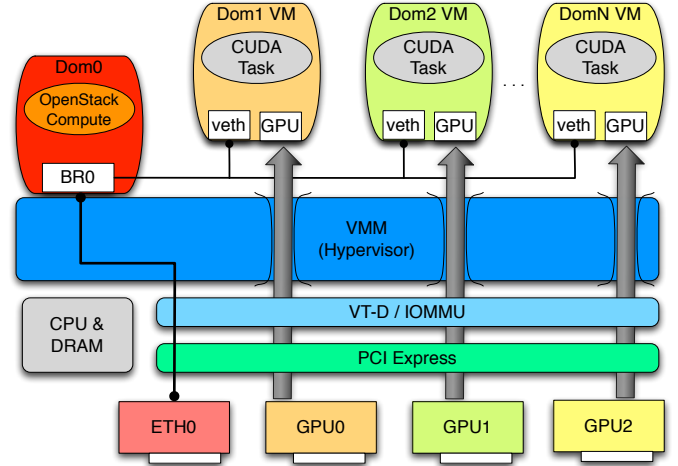 Dom1 VM
Dom2 VM
DomN VM
CUDA
Task
CUDA
Task
CUDA
Task
Dom0
OpenStack
Compute
. . .
veth
GPU
veth
GPU
veth
GPU
BR0
VMM
(Hypervisor)
CPU &
DRAM
VT-D / IOMMU
PCI Express
ETH0
GPU0
GPU1
GPU2